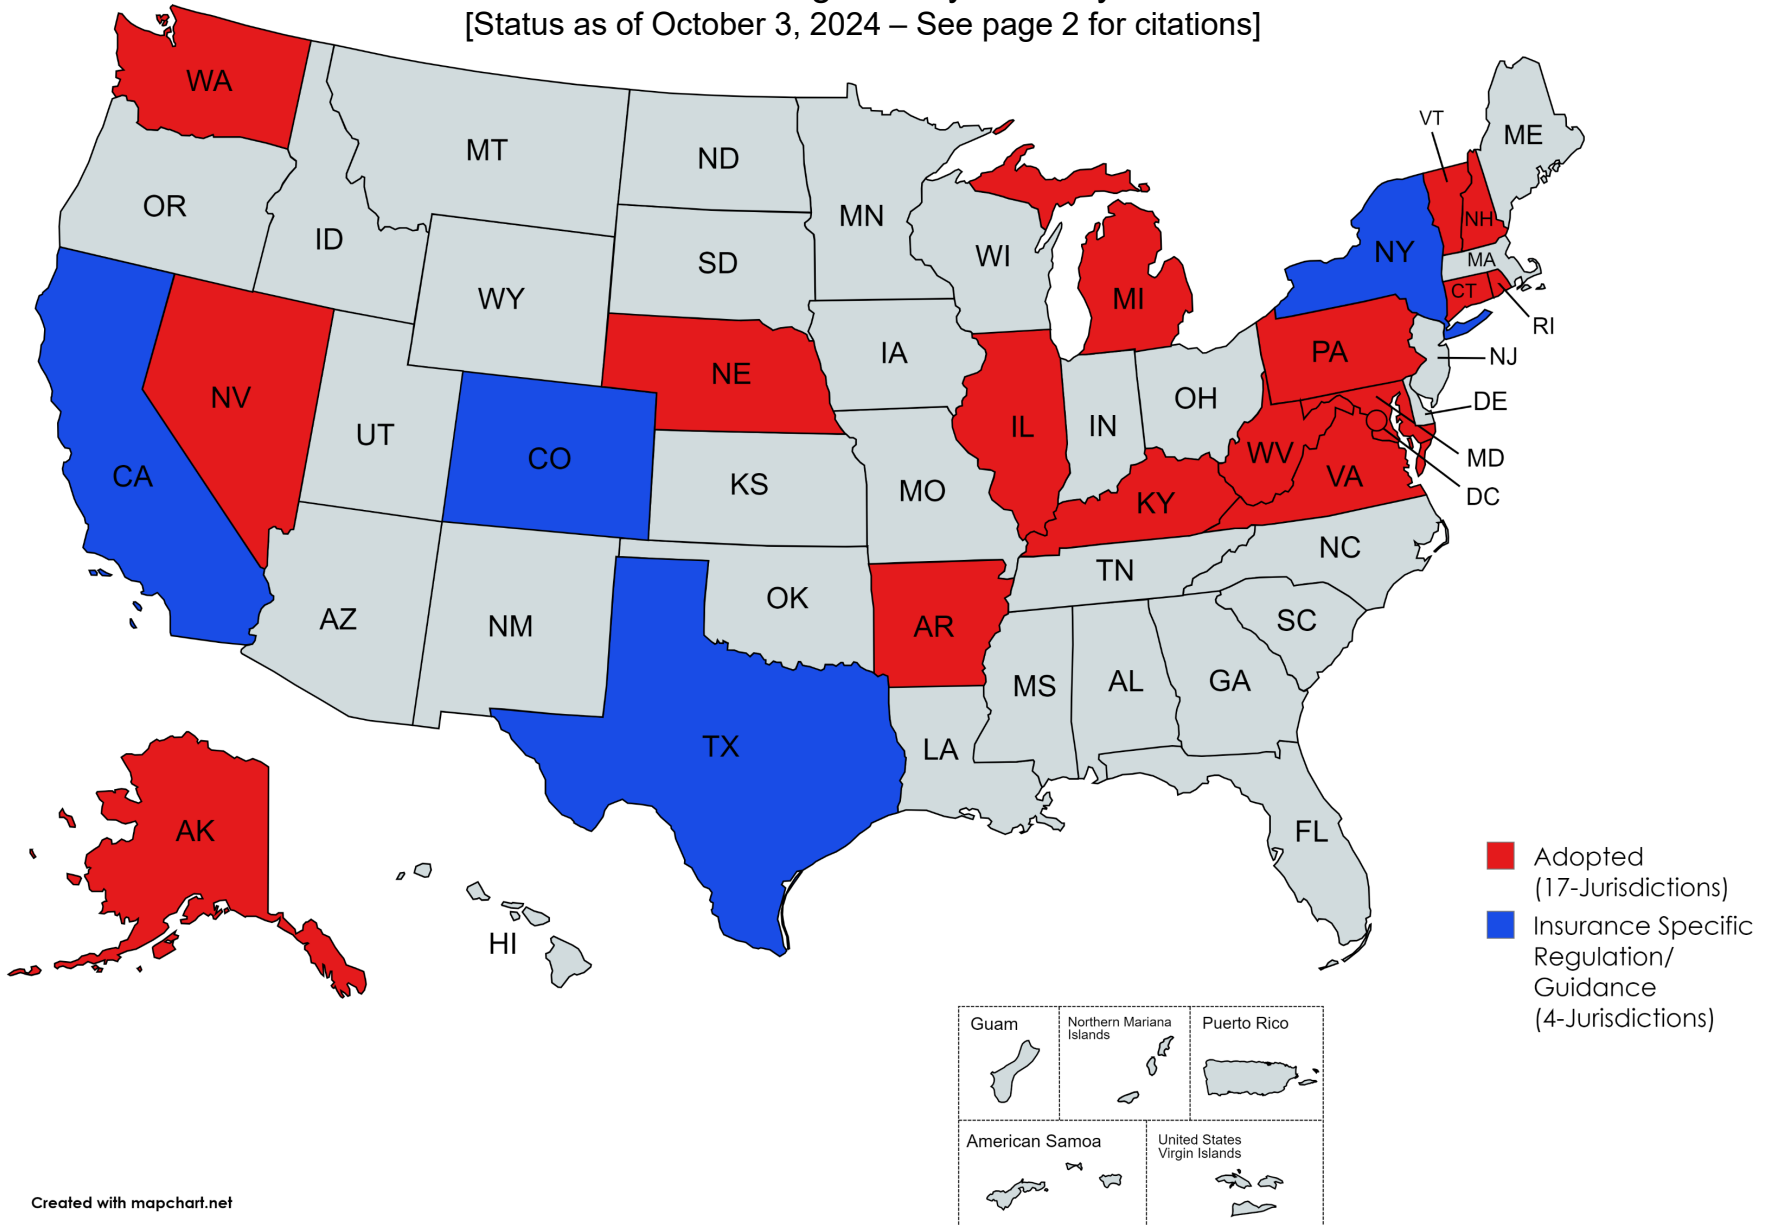 [Status as of October 3, 2024 – See page 2 for citations]
WA
MT
ND
MN
OR
ID
SD
WI
WY
MI
VT
ME
NH
NY
MA
CT
RI
IA
NE
PA
NJ
NV
UT
CO
IL
IN
OH
DE
WV
MD
VA
DC
CA
KS
MO
KY
NC
TN
OK
AR
SC
AZ
NM
MS
AL
GA
TX
LA
FL
AK
HI
Adopted
(17-Jurisdictions)
Insurance Specific
Regulation/
Guidance
(4-Jurisdictions)
Guam
Northern Mariana
Islands
Puerto Rico
American Samoa
United States
Virgin Islands
Created with mapchart.net